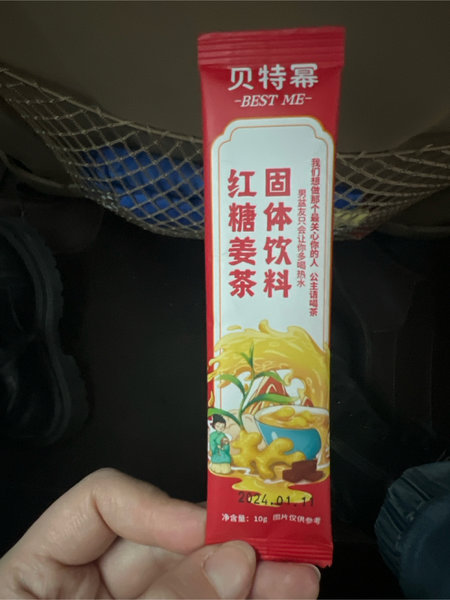 贝特幂
-BEST ME-
我们想做那个最关心你的人 公主请喝茶
男盆友只会让你多喝热水
固体饮料
红糖姜茶
2024.01.11
净含量：10g 图片仅供参考